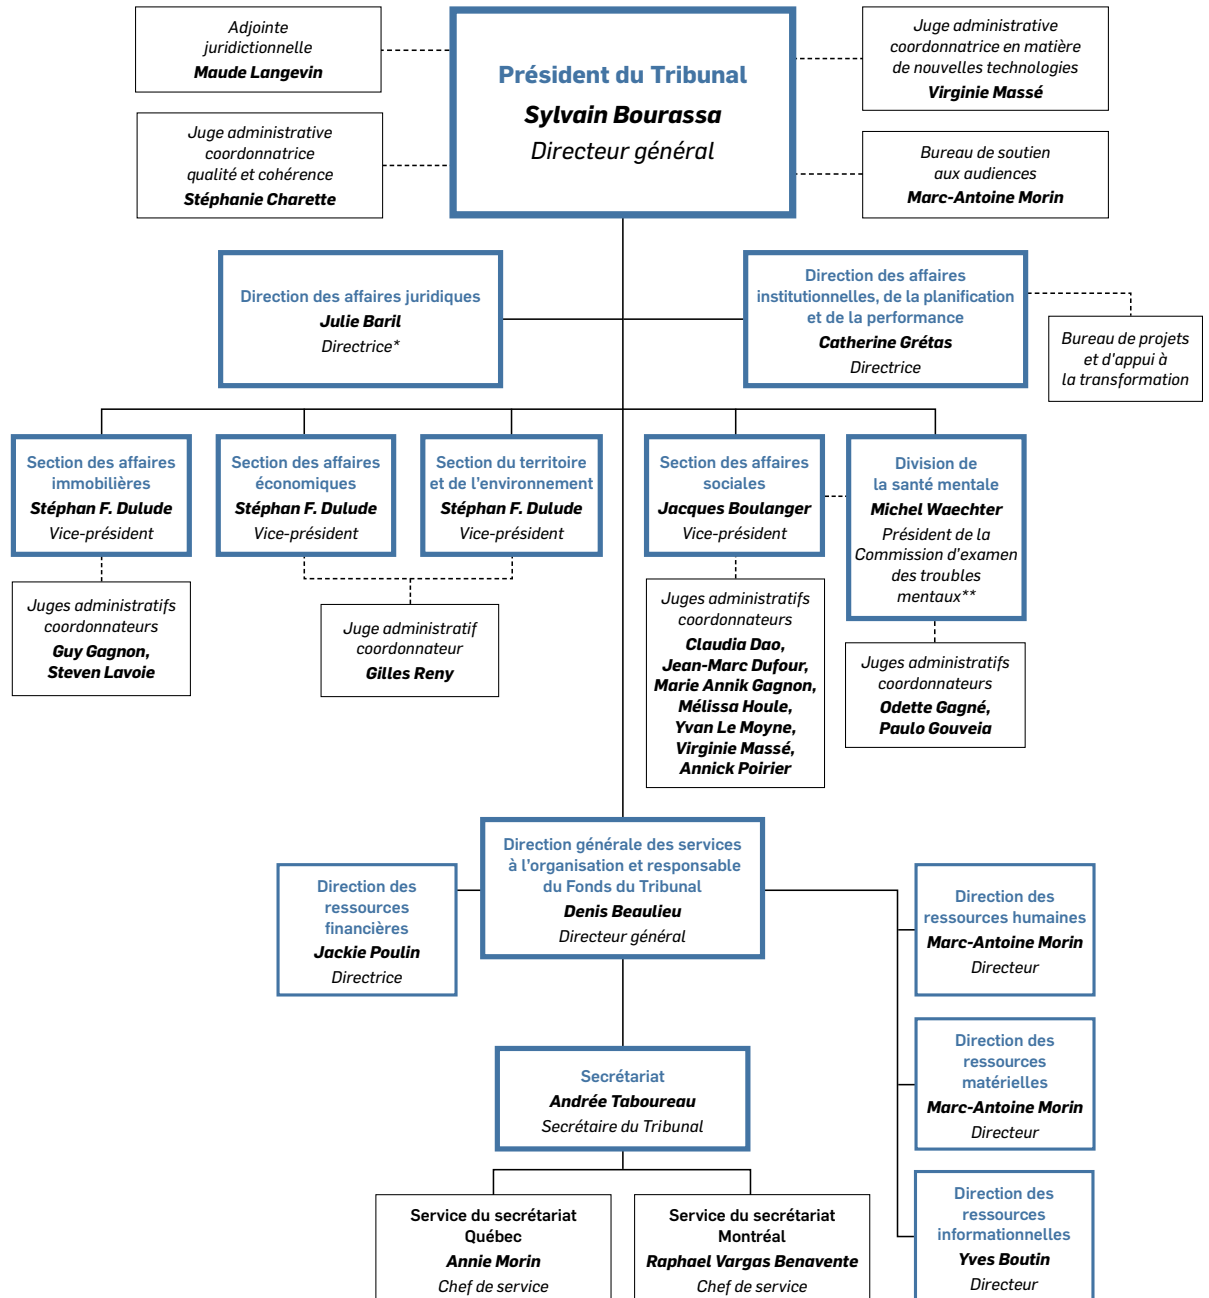 Adjointe
juridictionnelle
Maude Langevin
Juge administrative
coordonnatrice
qualité et cohérence
Stéphanie Charette
Président du Tribunal
Sylvain Bourassa
Directeur général
Juge administrative
coordonnatrice en matière
de nouvelles technologies
Virginie Massé
Bureau de soutien
aux audiences
Marc-Antoine Morin
Direction des affaires juridiques
Julie Baril
Directrice*
Direction des affaires
institutionnelles, de la planification
et de la performance
Catherine Grétas
Directrice
Bureau de projets
et d'appui à
la transformation
Section des affaires
immobilières
Stéphan F. Dulude
Vice-président
Section des affaires
économiques
Stéphan F. Dulude
Vice-président
Section du territoire
et de l'environnement
Stéphan F. Dulude
Vice-président
Section des affaires
sociales
Jacques Boulanger
Vice-président
Division de
la santé mentale
Michel Waechter
Président de la
Commission d'examen
des troubles
mentaux**
Juges administratifs
coordonnateurs
Guy Gagnon,
Steven Lavoie
Juge administratif
coordonnateur
Gilles Reny
Juges administratifs
coordonnateurs
Claudia Dao,
Jean-Marc Dufour,
Marie Annik Gagnon,
Mélissa Houle,
Yvan Le Moyne,
Virginie Massé,
Annick Poirier
Juges administratifs
coordonnateurs
Odette Gagné,
Paulo Gouveia
Direction générale des services
à l'organisation et responsable
du Fonds du Tribunal
Denis Beaulieu
Directeur général
Direction des
ressources
financières
Jackie Poulin
Directrice
Direction des
ressources humaines
Marc-Antoine Morin
Directeur
Direction des
ressources
matérielles
Marc-Antoine Morin
Directeur
Secrétariat
Andrée Taboureau
Secrétaire du Tribunal
Service du secrétariat
Québec
Annie Morin
Chef de service
Service du secrétariat
Montréal
Raphael Vargas Benavente
Chef de service
Direction des
ressources
informationnelles
Yves Boutin
Directeur